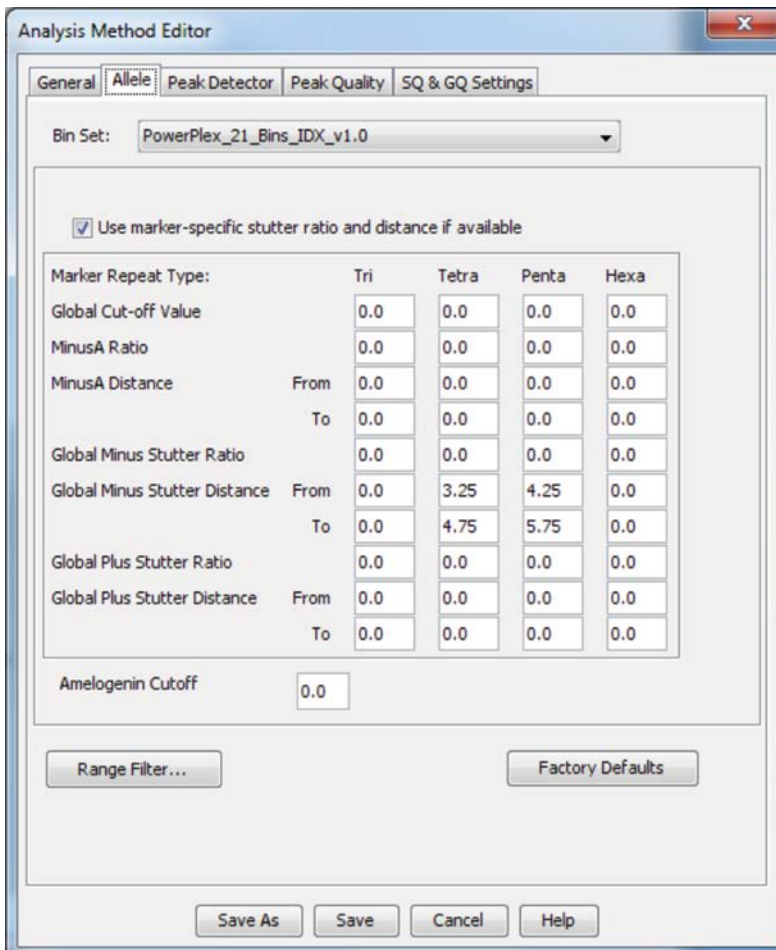 Analysis Method Editor
General Allele Peak Detector Peak Quality SQ & GQ Settings
Bin Set: PowerPlex_21_Bins_IDX_v1.0
Use marker-specific stutter ratio and distance if available
Marker Repeat Type: Tri Tetra Penta Hexa
Global Cut-off Value 0.0 0.0 0.0 0.0
MinusA Ratio 0.0 0.0 0.0 0.0
MinusA Distance From 0.0 0.0 0.0 0.0
To 0.0 0.0 0.0 0.0
Global Minus Stutter Ratio 0.0 0.0 0.0 0.0
Global Minus Stutter Distance From 0.0 3.25 4.25 0.0
To 0.0 4.75 5.75 0.0
Global Plus Stutter Ratio 0.0 0.0 0.0 0.0
Global Plus Stutter Distance From 0.0 0.0 0.0 0.0
To 0.0 0.0 0.0 0.0
Amelogenin Cutoff 0.0
Range Filter... Factory Defaults
Save As Save Cancel Help